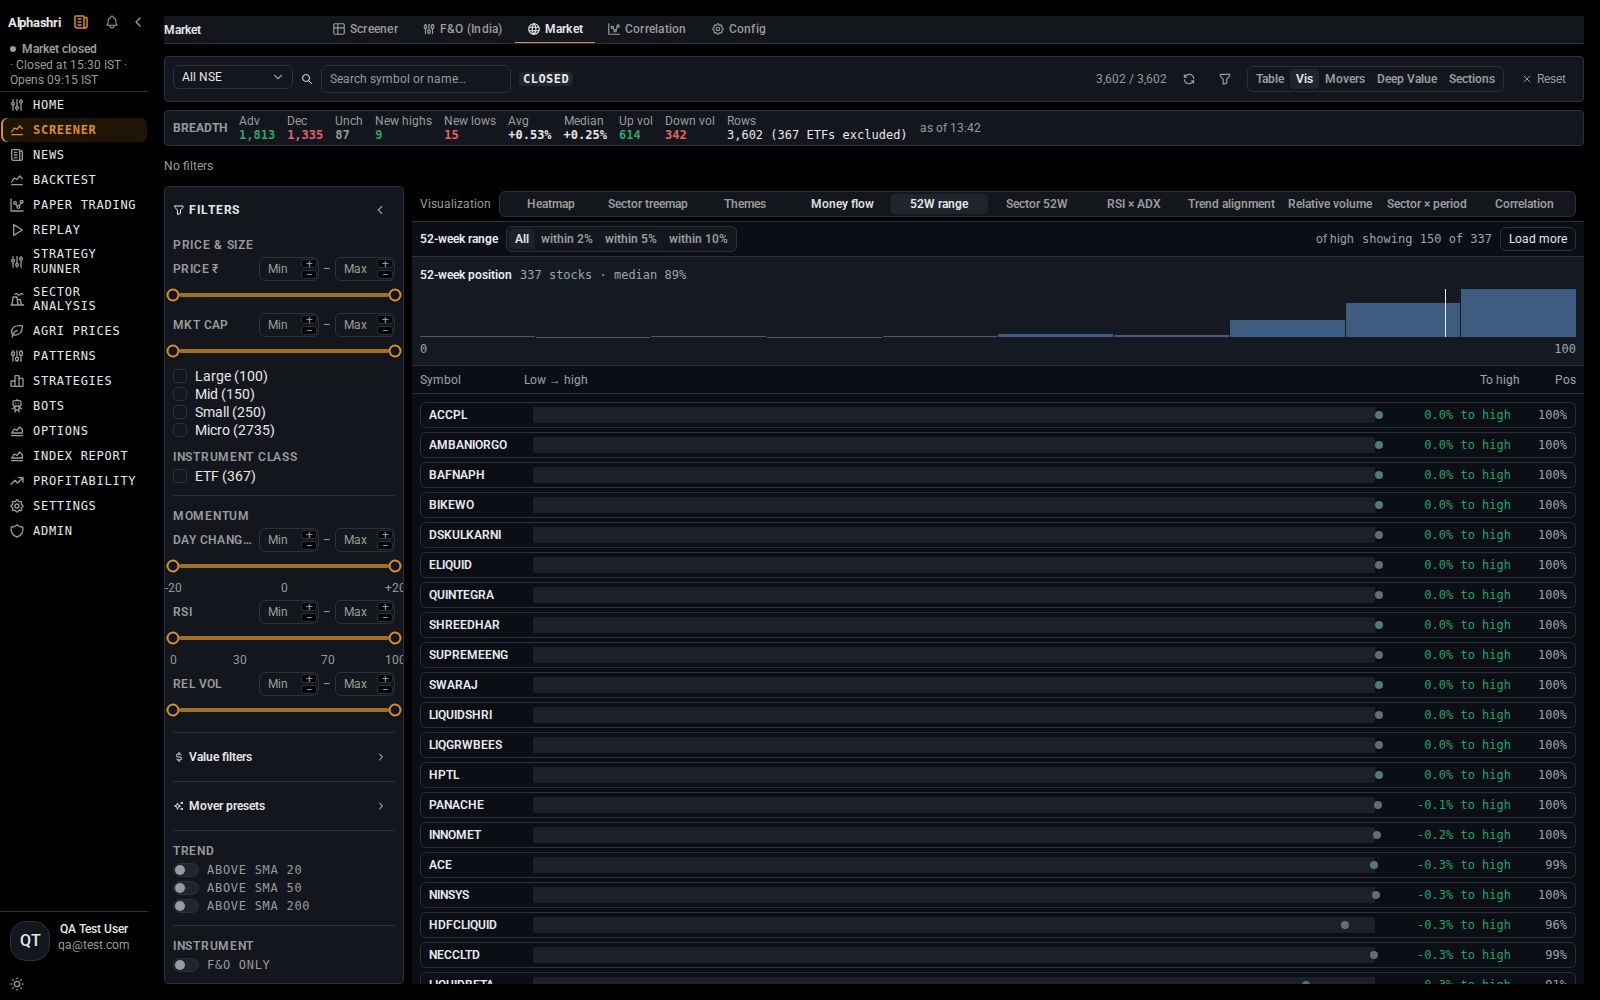 Alphashri
Market closed
· Closed at 15:30 IST ·
Opens 09:15 IST
HOME
SCREENER
NEWS
BACKTEST
PAPER TRADING
REPLAY
STRATEGY
RUNNER
SECTOR
ANALYSIS
AGRI PRICES
PATTERNS
STRATEGIES
BOTS
OPTIONS
INDEX REPORT
PROFITABILITY
SETTINGS
ADMIN
QT
QA Test User
qa@test.com
Market
Screener
F&O (India)
Market
Correlation
Config
All NSE
Search symbol or name...
CLOSED
3,602 / 3,602
Table Vis Movers Deep Value Sections
Reset
BREADTH
Adv 1,813
Dec 1,335
Unch 87
New highs 9
New lows 15
Avg +0.53%
Median +0.25%
Up vol 614
Down vol 342
Rows 3,602 (367 ETFs excluded)
as of 13:42
No filters
FILTERS
PRICE & SIZE
PRICE ₹ Min + − – Max + −
MKT CAP Min + − – Max + −
Large (100)
Mid (150)
Small (250)
Micro (2735)
INSTRUMENT CLASS
ETF (367)
MOMENTUM
DAY CHANG... Min + − – Max + −
-20 0 +20
RSI Min + − – Max + −
0 30 70 100
REL VOL Min + − – Max + −
Value filters
Mover presets
TREND
ABOVE SMA 20
ABOVE SMA 50
ABOVE SMA 200
INSTRUMENT
F&O ONLY
Visualization
Heatmap Sector treemap Themes Money flow 52W range Sector 52W RSI × ADX Trend alignment Relative volume Sector × period Correlation
52-week range All within 2% within 5% within 10%
of high showing 150 of 337 Load more
52-week position 337 stocks · median 89%
0 100
Symbol Low → high To high Pos
ACCPL 0.0% to high 100%
AMBANIORGO 0.0% to high 100%
BAFNAPH 0.0% to high 100%
BIKEWO 0.0% to high 100%
DSKULKARNI 0.0% to high 100%
ELIQUID 0.0% to high 100%
QUINTEGRA 0.0% to high 100%
SHREEDHAR 0.0% to high 100%
SUPREMEENG 0.0% to high 100%
SWARAJ 0.0% to high 100%
LIQUIDSHRI 0.0% to high 100%
LIQGRWBEES 0.0% to high 100%
HPTL 0.0% to high 100%
PANACHE -0.1% to high 100%
INNOMET -0.2% to high 100%
ACE -0.3% to high 99%
NINSYS -0.3% to high 100%
HDFCLIQUID -0.3% to high 96%
NECCLTD -0.3% to high 99%
LIQUIDBETA -0.3% to high 91%